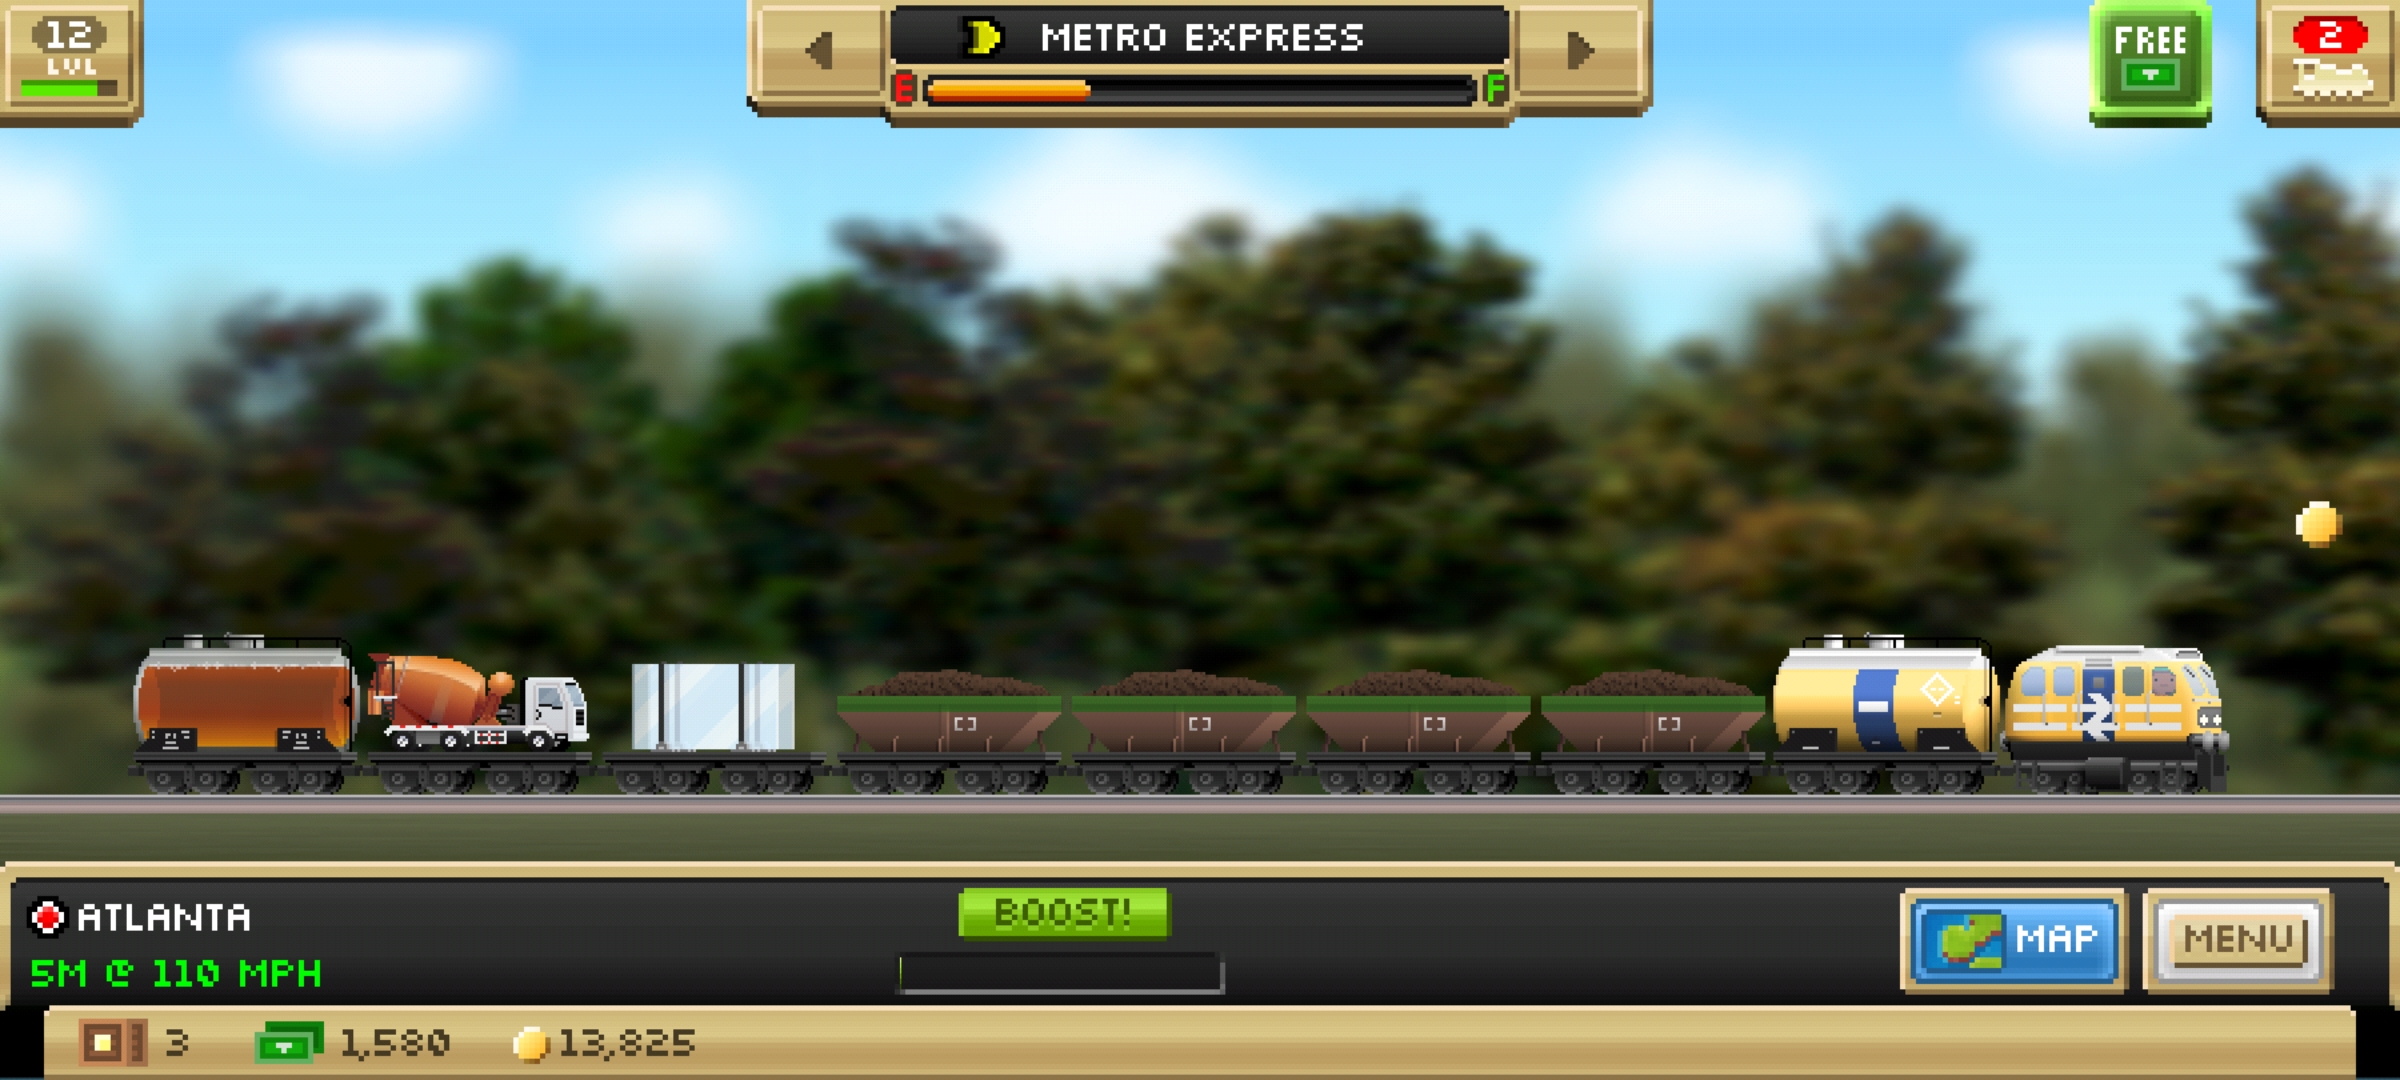 12
LVL
METRO EXPRESS
E
F
FREE
2
ATLANTA
5M @ 110 MPH
BOOST!
MAP
MENU
3
1,580
13,825